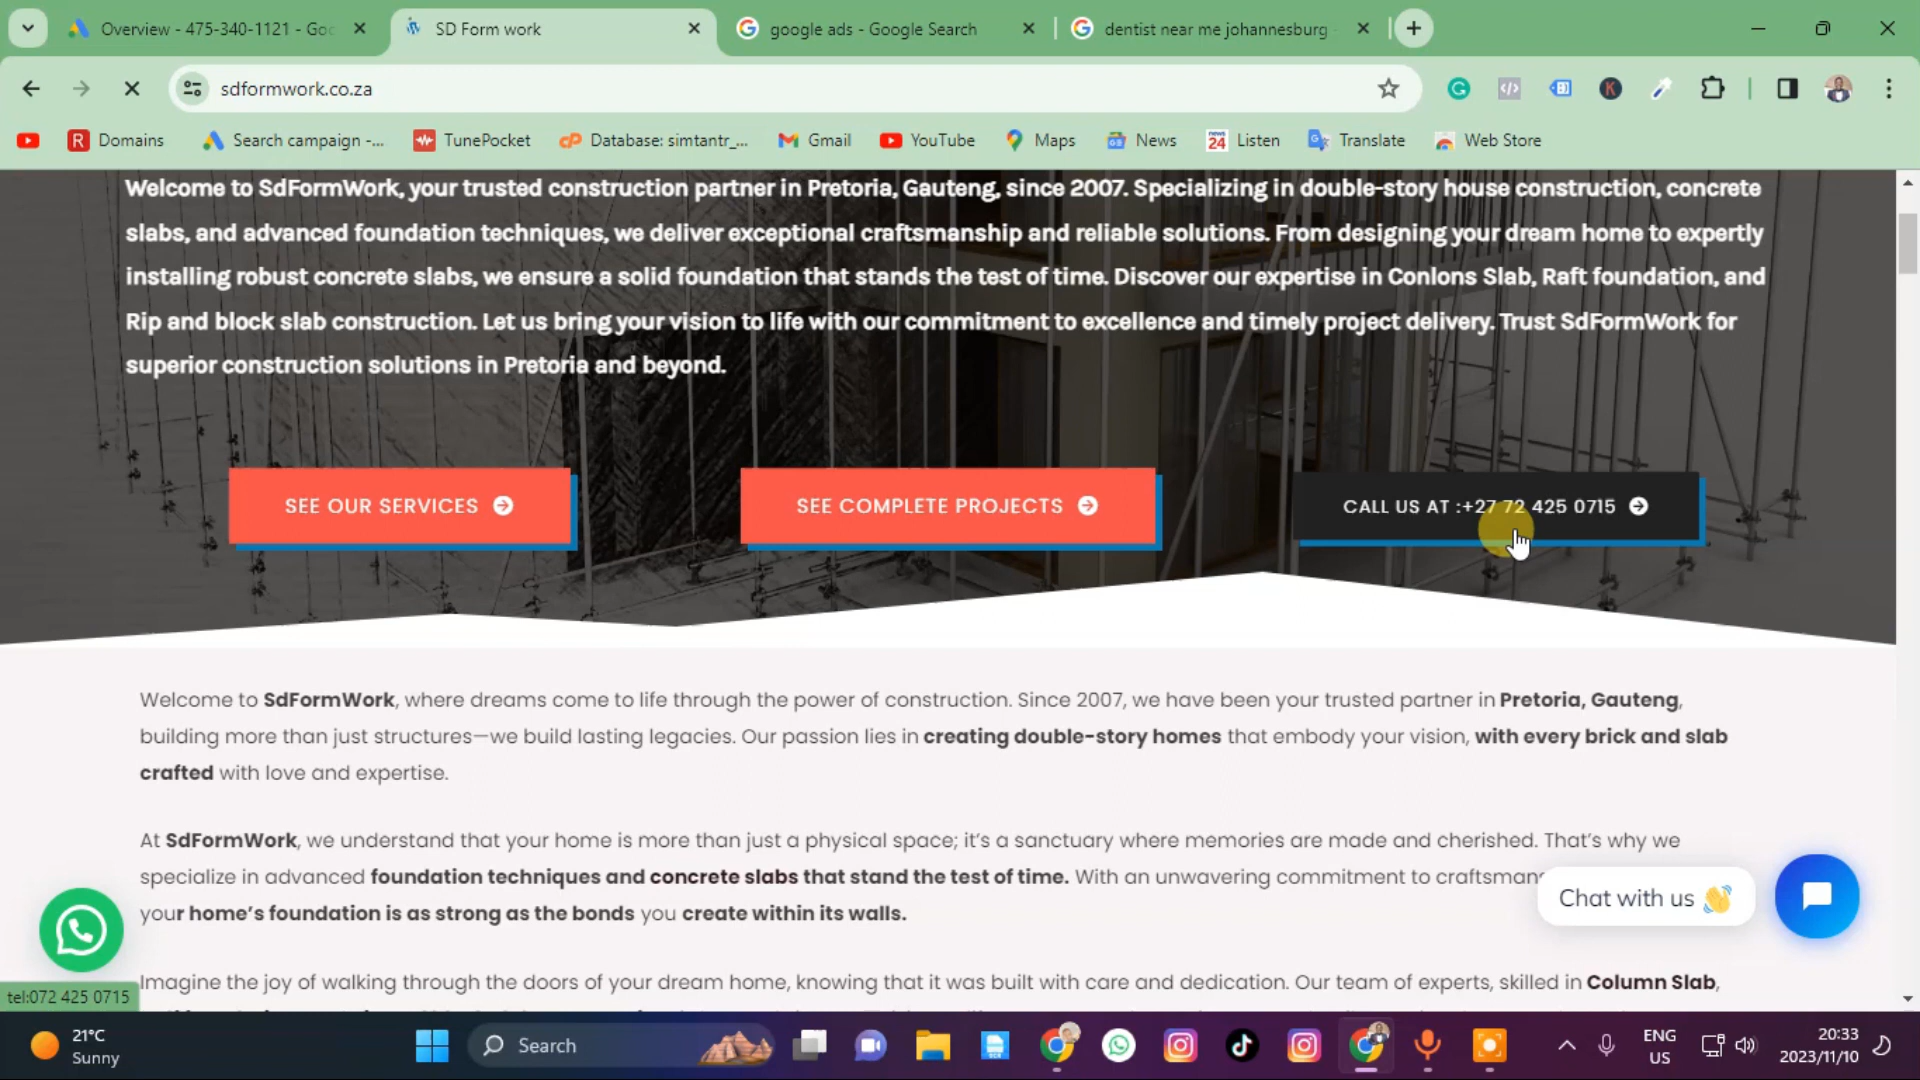 Overview - 475-340-1121 - Goo
SD Form work
google ads - Google Search
dentist near me johannesburg
sdformwork.co.za
Domains
Search campaign -...
TunePocket
Database: simtantr_...
Gmail
YouTube
Maps
News
Listen
Translate
Web Store
Welcome to SdFormWork, your trusted construction partner in Pretoria, Gauteng, since 2007. Specializing in double-story house construction, concrete
slabs, and advanced foundation techniques, we deliver exceptional craftsmanship and reliable solutions. From designing your dream home to expertly
installing robust concrete slabs, we ensure a solid foundation that stands the test of time. Discover our expertise in Conlons Slab, Raft foundation, and
Rip and block slab construction. Let us bring your vision to life with our commitment to excellence and timely project delivery. Trust SdFormWork for
superior construction solutions in Pretoria and beyond.
SEE OUR SERVICES
SEE COMPLETE PROJECTS
CALL US AT :+27 72 425 0715
Welcome to SdFormWork, where dreams come to life through the power of construction. Since 2007, we have been your trusted partner in Pretoria, Gauteng,
building more than just structures—we build lasting legacies. Our passion lies in creating double-story homes that embody your vision, with every brick and slab
crafted with love and expertise.
At SdFormWork, we understand that your home is more than just a physical space; it's a sanctuary where memories are made and cherished. That's why we
specialize in advanced foundation techniques and concrete slabs that stand the test of time. With an unwavering commitment to craftsman
your home's foundation is as strong as the bonds you create within its walls.
Chat with us 👋
Imagine the joy of walking through the doors of your dream home, knowing that it was built with care and dedication. Our team of experts, skilled in Column Slab,
tel:072 425 0715
21°C
Sunny
Search
ENG
US
20:33
2023/11/10